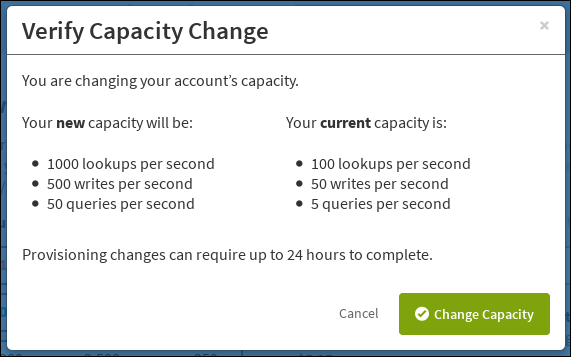 Verify Capacity Change
×
You are changing your account’s capacity.
Your new capacity will be:
1000 lookups per second
500 writes per second
50 queries per second
Your current capacity is:
100 lookups per second
50 writes per second
5 queries per second
Provisioning changes can require up to 24 hours to complete.
Cancel
Change Capacity